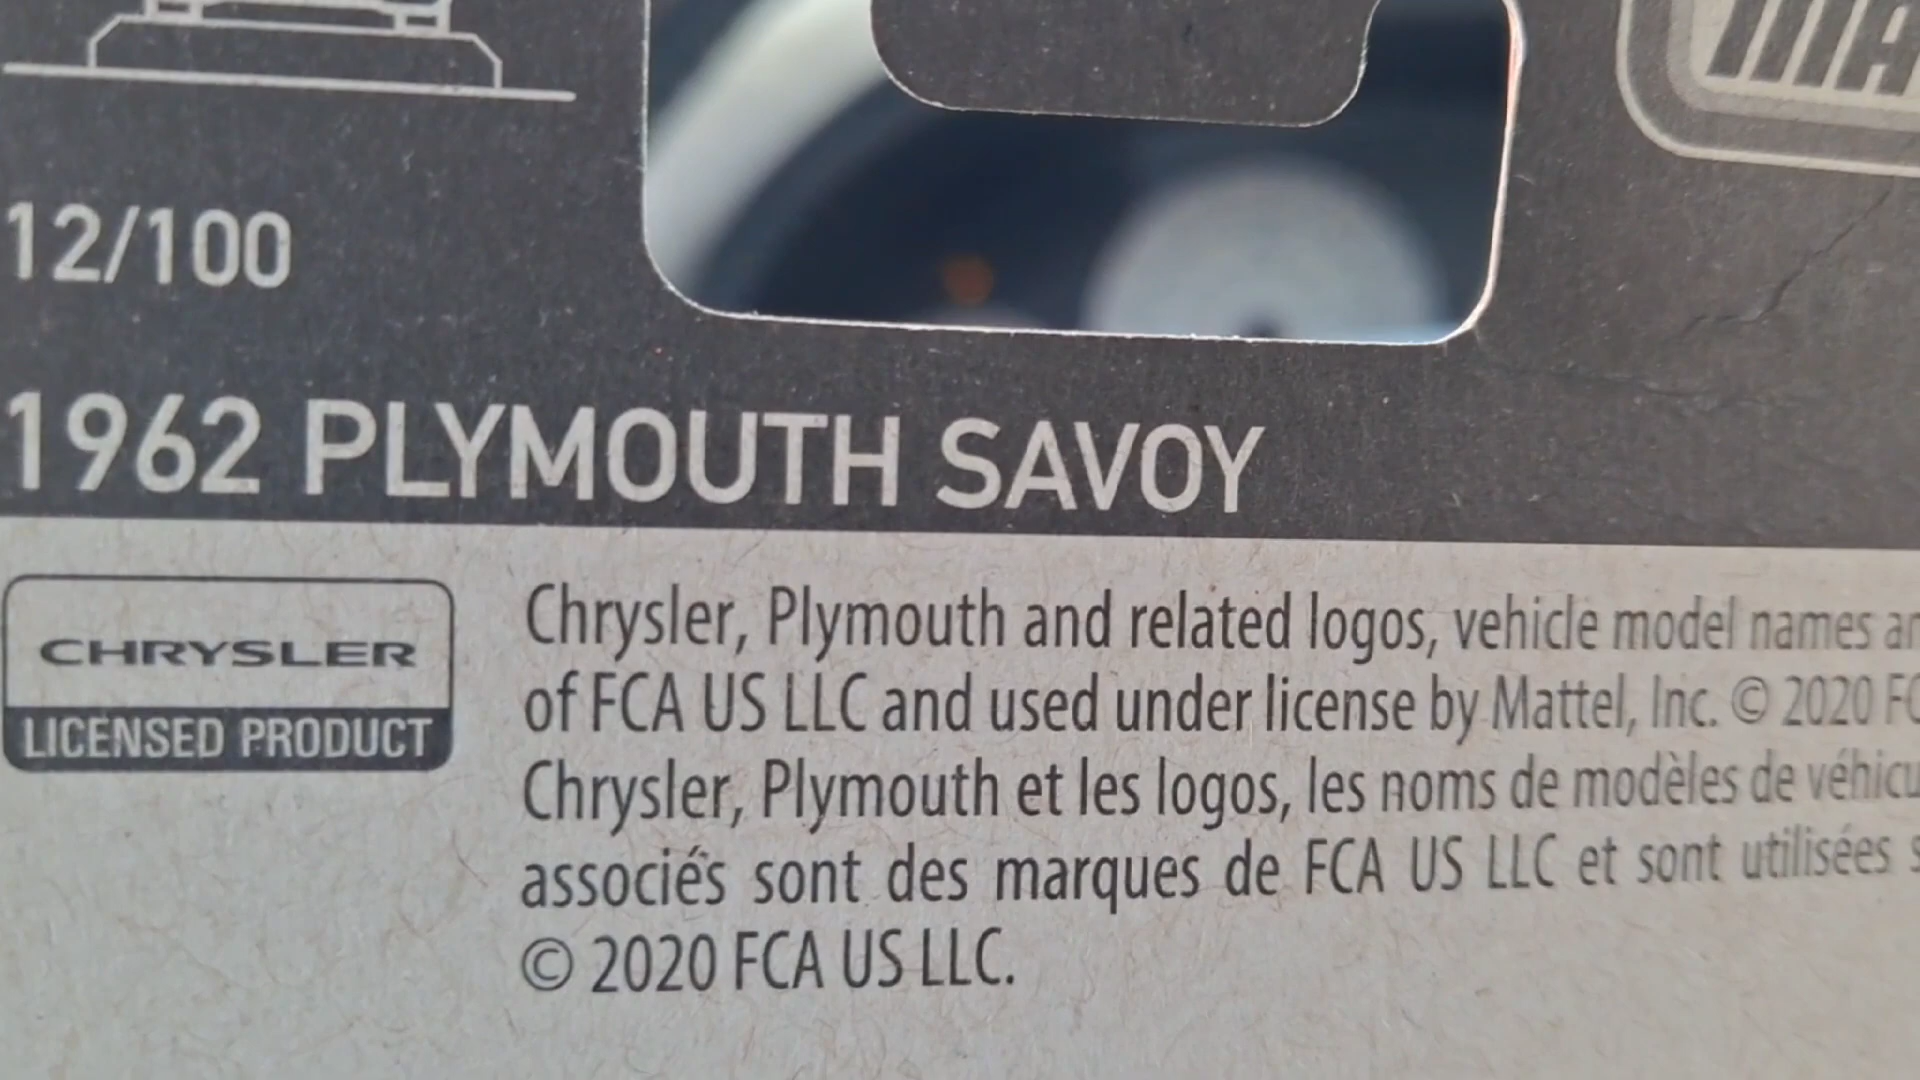 12/100
1962 PLYMOUTH SAVOY
CHRYSLER
LICENSED PRODUCT
Chrysler, Plymouth and related logos, vehicle model names
of FCA US LLC and used under license by Mattel, Inc. © 2020
Chrysler, Plymouth et les logos, les noms de modèles de
associés sont des marques de FCA US LLC et sont utilisées
© 2020 FCA US LLC.